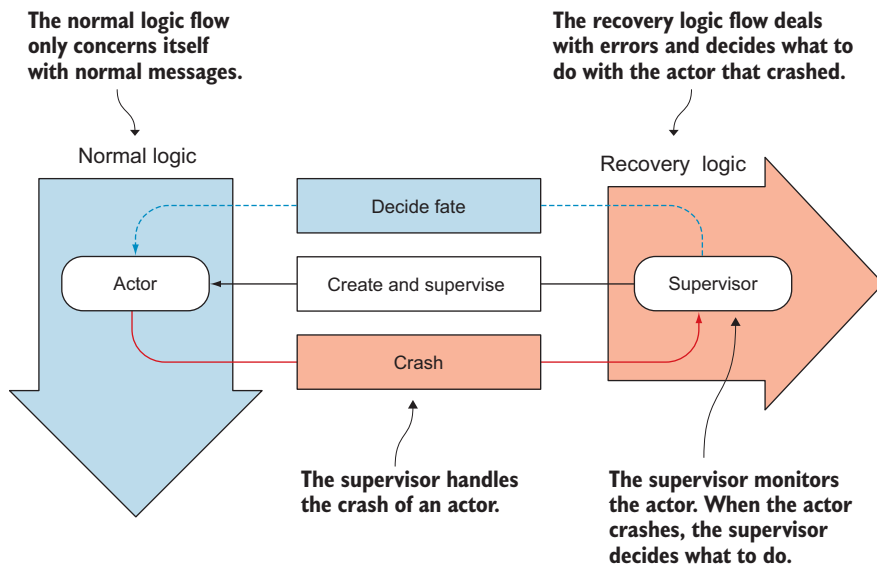 The normal logic flow
only concerns itself
with normal messages.
The recovery logic flow deals
with errors and decides what to
do with the actor that crashed.
Normal logic
Recovery logic
Decide fate
Actor
Create and supervise
Supervisor
Crash
The supervisor handles
the crash of an actor.
The supervisor monitors
the actor. When the actor
crashes, the supervisor
decides what to do.